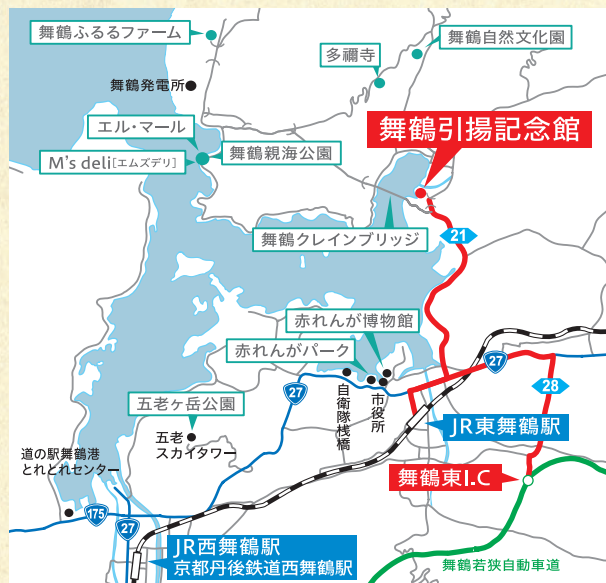 舞鶴ふるるファーム
舞鶴自然文化園
多禰寺
舞鶴発電所
エル・マール
舞鶴引揚記念館
M's deli[エムズデリ]
舞鶴親海公園
舞鶴クレインブリッジ
21
赤れんが博物館
赤れんがパーク
27
27
28
五老ヶ岳公園
自衛隊桟橋
市役所
JR東舞鶴駅
五老
スカイタワー
道の駅舞鶴港
とれとれセンター
舞鶴東I.C
175
27
JR西舞鶴駅
京都丹後鉄道西舞鶴駅
舞鶴若狭自動車道